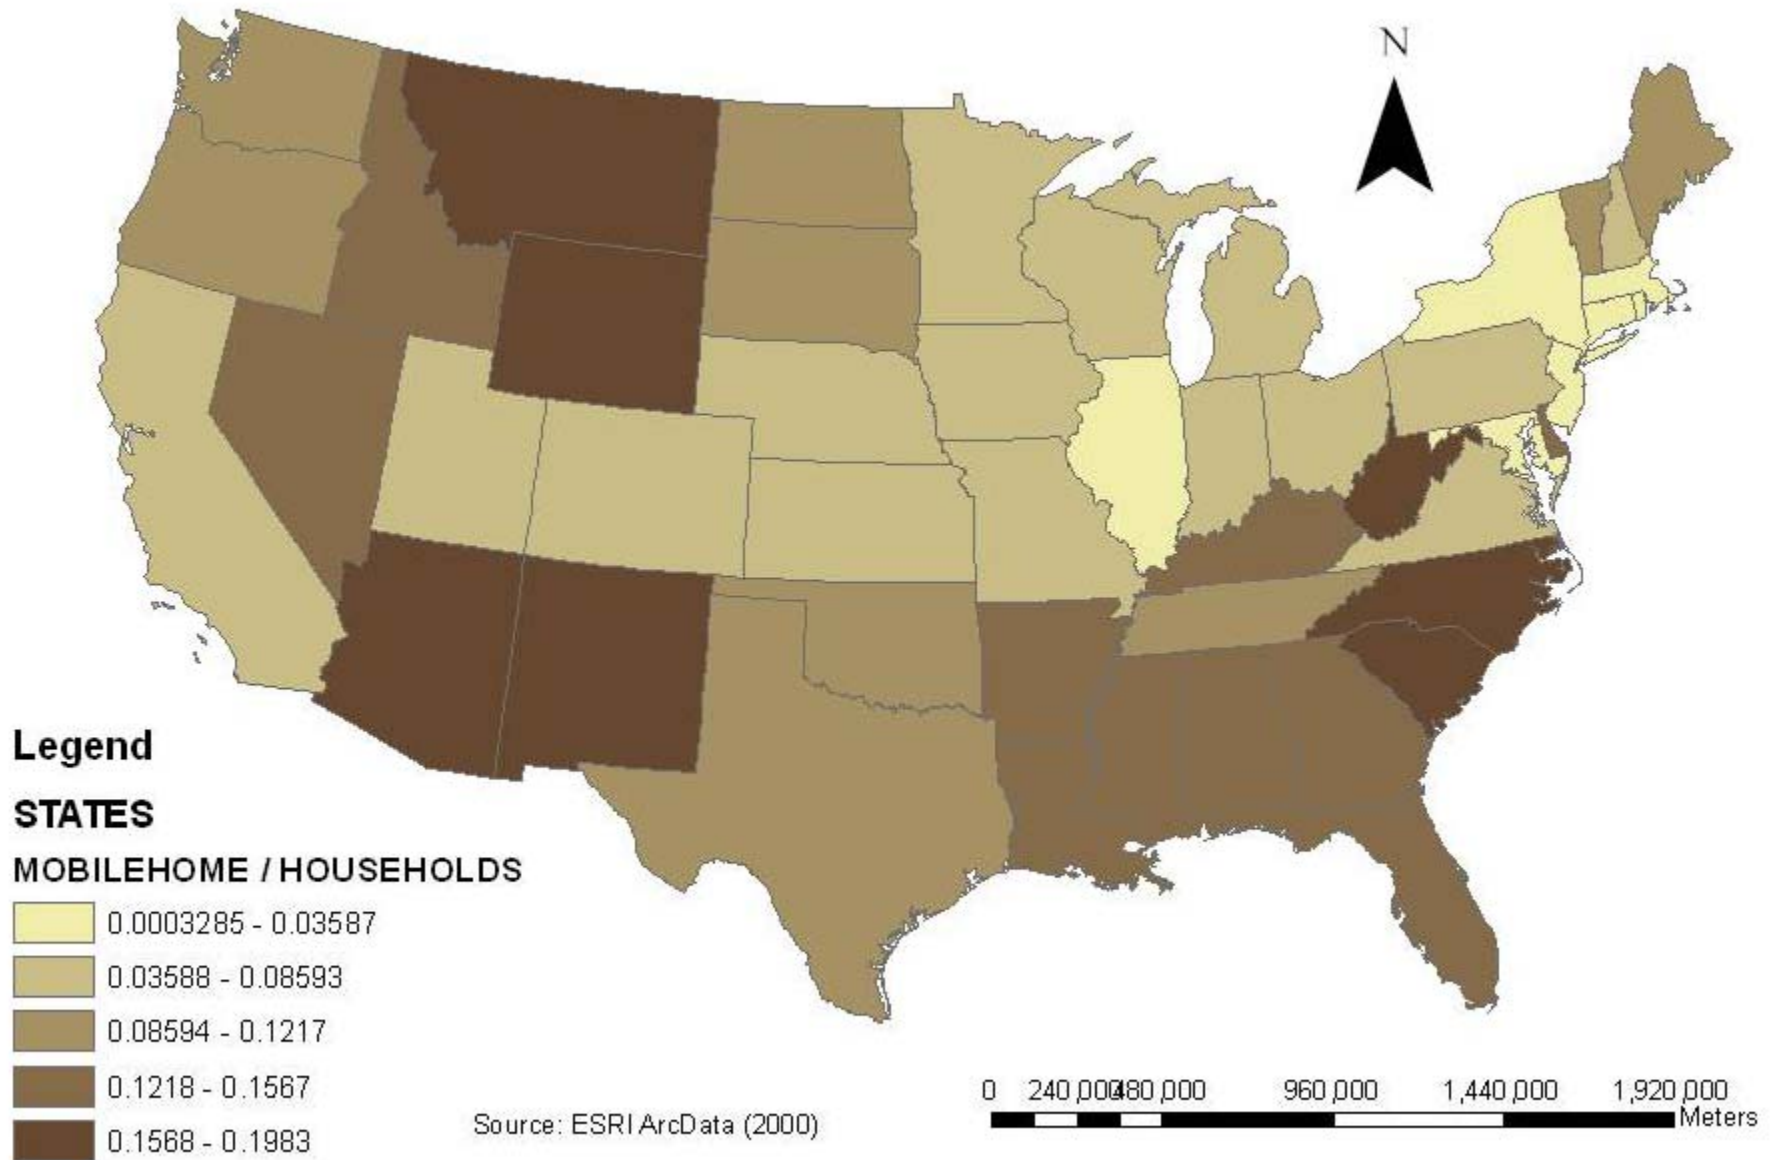 N
Legend
STATES
MOBILEHOME / HOUSEHOLDS
0.0003285 - 0.03587
0.03588 - 0.08593
0.08594 - 0.1217
0.1218 - 0.1567
0.1568 - 0.1983
Source: ESRI ArcData (2000)
0 240,000 480,000 960,000 1,440,000 1,920,000
Meters